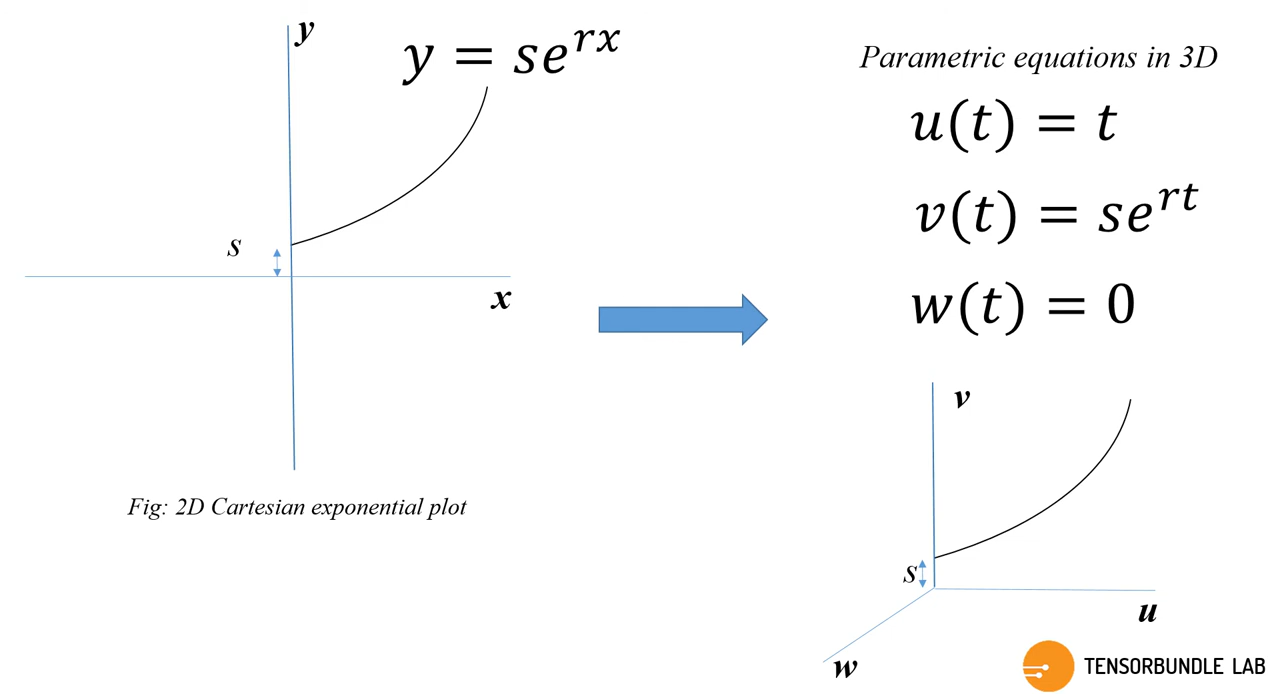 y
y = se^{rx}
s
x
Fig: 2D Cartesian exponential plot
Parametric equations in 3D
u(t) = t
v(t) = se^{rt}
w(t) = 0
v
s
u
w
TENSORBUNDLE LAB